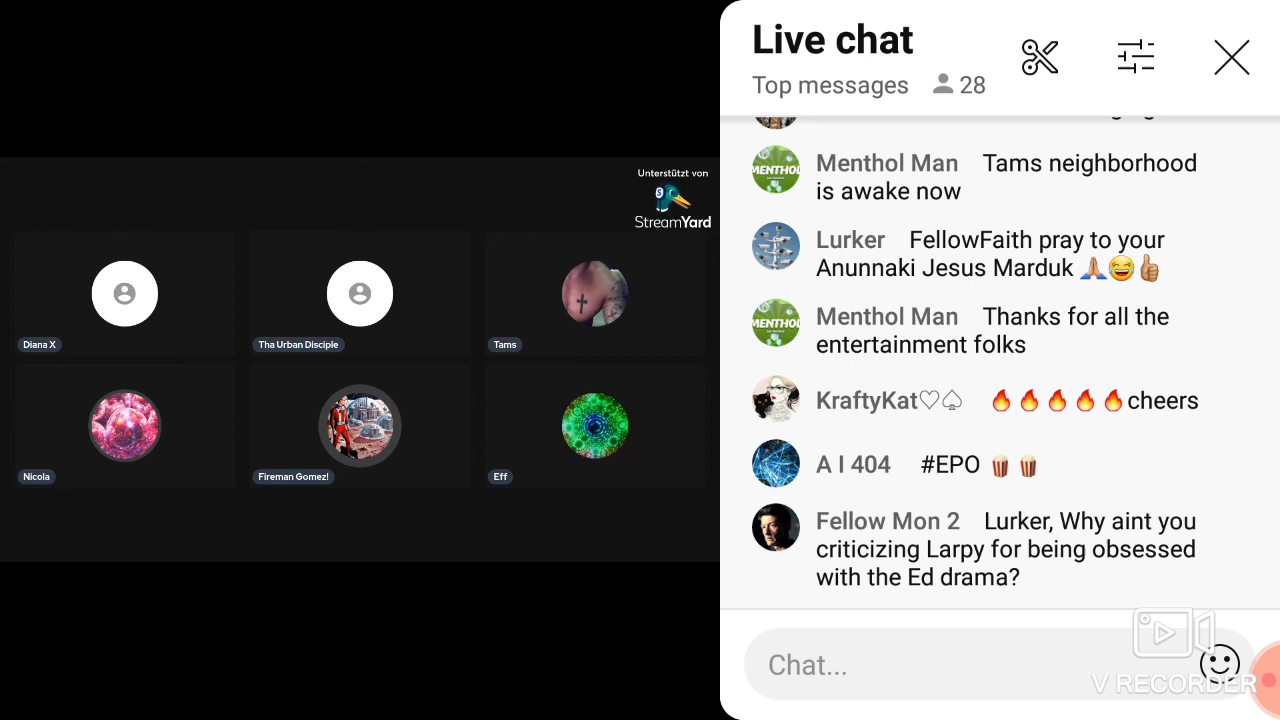 Unterstützt von
StreamYard
Diana X
Tha Urban Disciple
Tams
Nicola
Fireman Gomez!
Eff
Live chat
Top messages 28
MENTHOL
Menthol Man Tams neighborhood
is awake now
Lurker FellowFaith pray to your
Anunnaki Jesus Marduk 🙏😂👍
MENTHOL
Menthol Man Thanks for all the
entertainment folks
KraftyKat♡♤ 🔥🔥🔥🔥🔥cheers
A I 404 #EPO 🍿🍿
Fellow Mon 2 Lurker, Why aint you
criticizing Larpy for being obsessed
with the Ed drama?
Chat...
V RECORDER